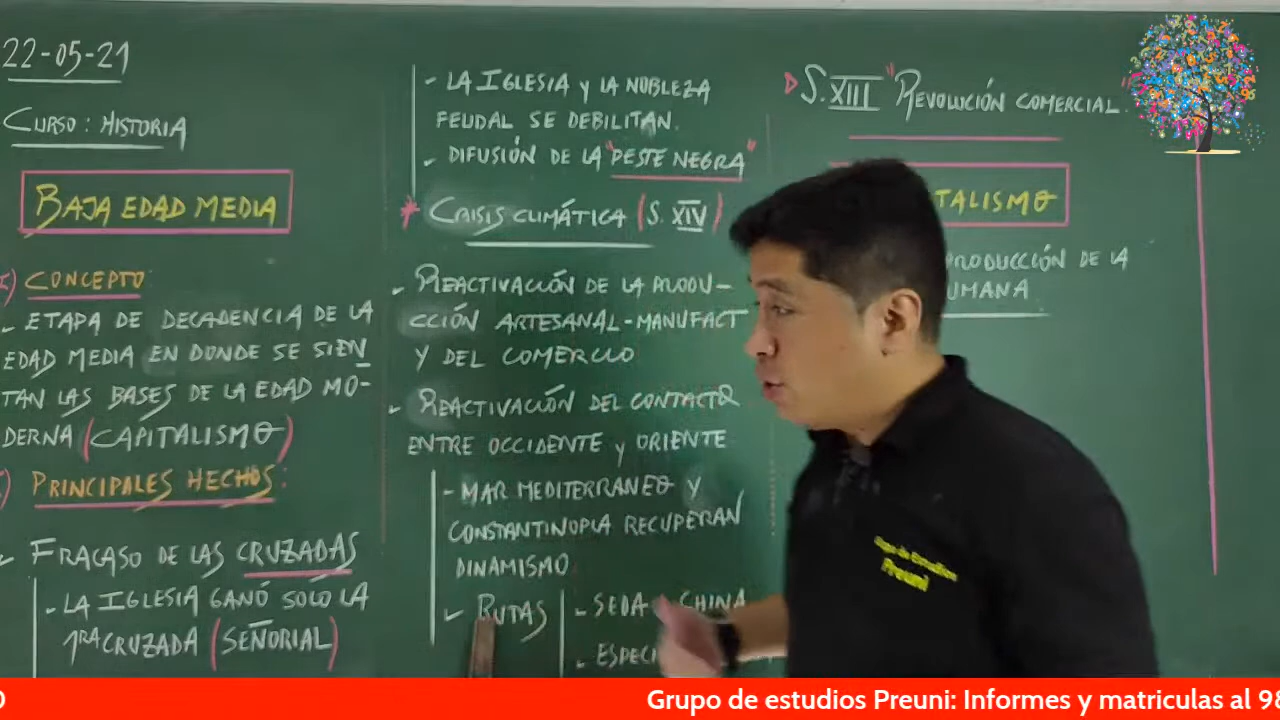 22-05-21
CURSO: HISTORIA
BAJA EDAD MEDIA
I) CONCEPTO
- ETAPA DE DECADENCIA DE LA
EDAD MEDIA EN DONDE SE SIEN
TAN LAS BASES DE LA EDAD MO-
DERNA (CAPITALISMO)
) PRINCIPALES HECHOS:
- FRACASO DE LAS CRUZADAS
- LA IGLESIA GANÓ SOLO LA
1RA CRUZADA (SEÑORIAL)
- LA IGLESIA Y LA NOBLEZA
FEUDAL SE DEBILITAN.
- DIFUSIÓN DE LA "PESTE NEGRA"
* CRISIS CLIMÁTICA (S. XIV)
- REACTIVACIÓN DE LA PRODU-
CCIÓN ARTESANAL-MANUFACT
Y DEL COMERCIO
- REACTIVACIÓN DEL CONTACTO
ENTRE OCCIDENTE Y ORIENTE
- MAR MEDITERRANEO Y
CONSTANTINOPLA RECUPERAN
DINAMISMO
- RUTAS
- SEDA CHINA
- ESPECI
S. XIII "REVOLUCIÓN COMERCIAL
TALISMO
PRODUCCIÓN DE LA
UMANA
Grupo de Estudios
Preuni
Grupo de estudios Preuni: Informes y matriculas al 98